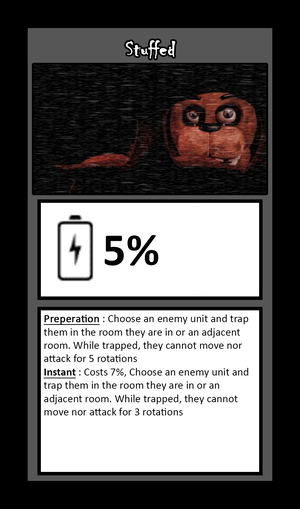 Stuffed
5%
Preperation : Choose an enemy unit and trap
them in the room they are in or an adjacent
room. While trapped, they cannot move nor
attack for 5 rotations
Instant : Costs 7%, Choose an enemy unit and
trap them in the room they are in or an
adjacent room. While trapped, they cannot
move nor attack for 3 rotations